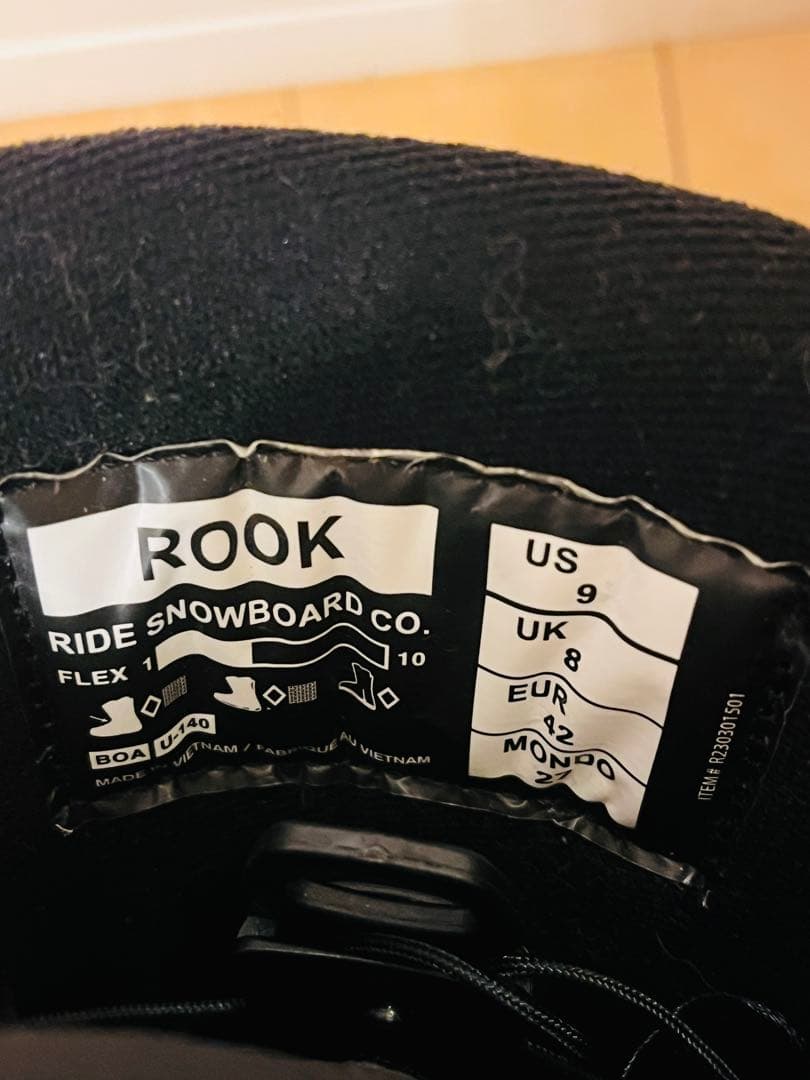 ROOK
RIDE SNOWBOARD CO.
FLEX 1 10
BOA U-140
MADE IN VIETNAM / FABRIQUE AU VIETNAM
US
9
UK
8
EUR
42
MONDO
27
ITEM# R230301501